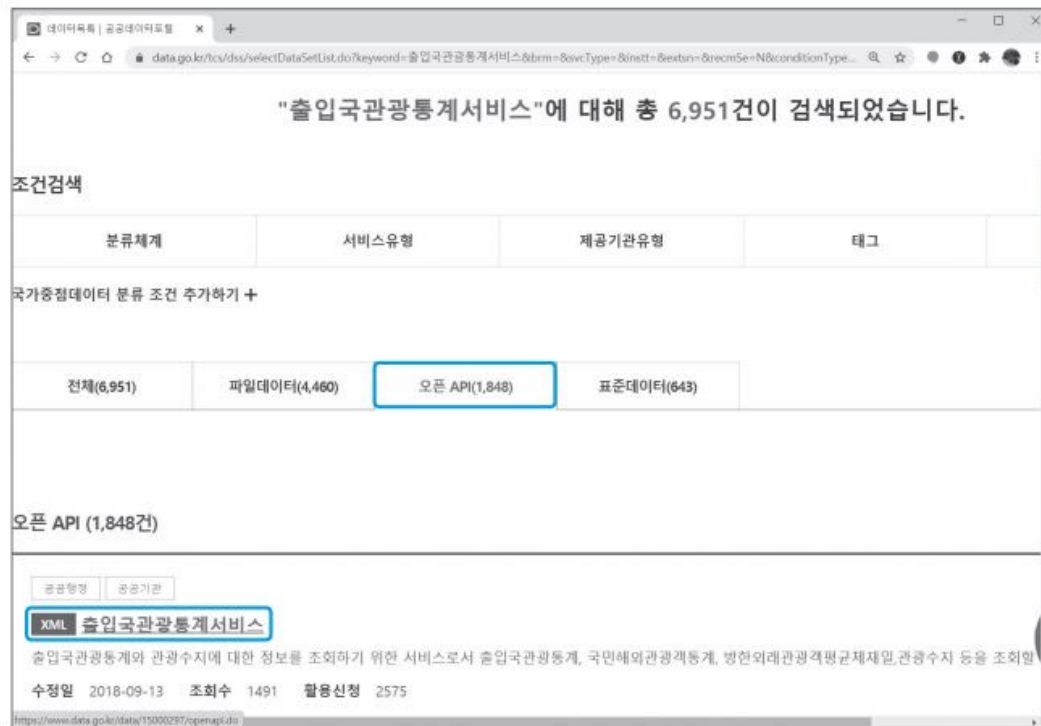 데이터목록 | 공공데이터포털
data.go.kr/tcs/dss/selectDataSetList.do?keyword=출입국관광통계서비스&brm=&svcType=&instt=&extsn=&recmSe=N&conditionType...
"출입국관광통계서비스"에 대해 총 6,951건이 검색되었습니다.
조건검색
분류체계 서비스유형 제공기관유형 태그
국가중점데이터 분류 조건 추가하기 +
전체(6,951) 파일데이터(4,460) 오픈 API(1,848) 표준데이터(643)
오픈 API (1,848건)
공공행정 공공기관
XML 출입국관광통계서비스
출입국관광통계와 관광수지에 대한 정보를 조회하기 위한 서비스로서 출입국관광통계, 국민해외관광객통계, 방한외래관광객평균체재일,관광수지 등을 조회할
수정일 2018-09-13 조회수 1491 활용신청 2575
https://www.data.go.kr/data/15000297/openapi.do